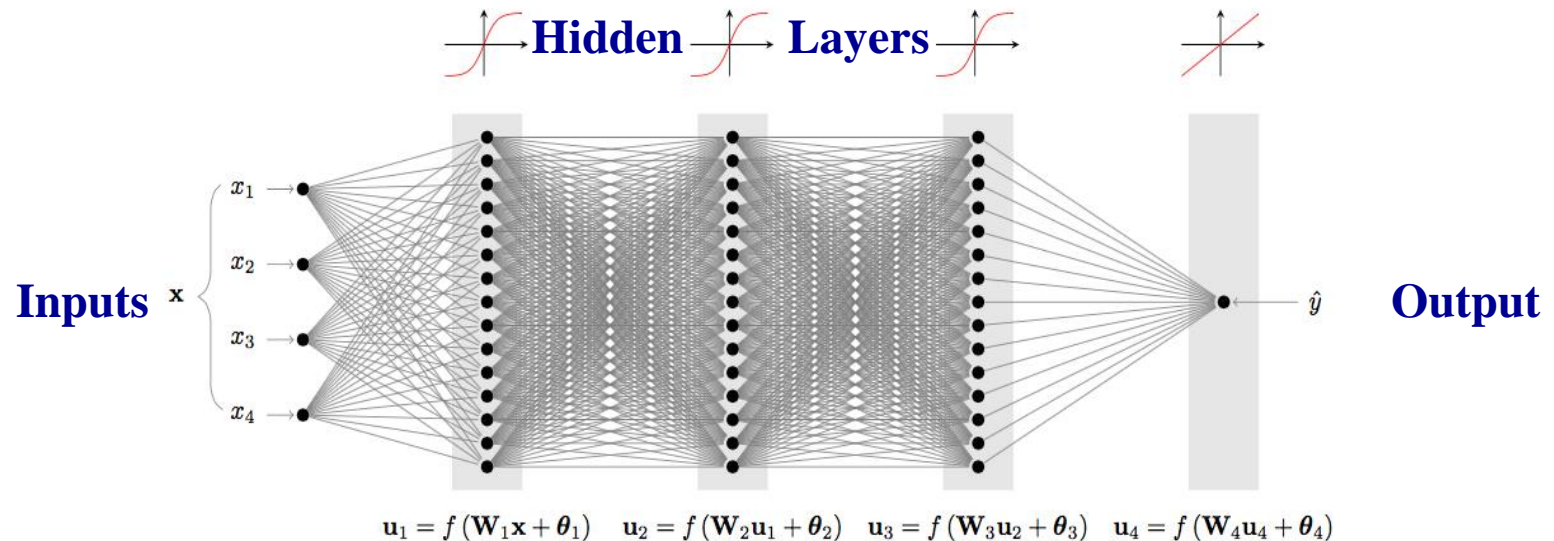 Hidden Layers
x₁
x₂
Inputs x
x₃
x₄
ŷ Output
u₁ = f (W₁x + θ₁) u₂ = f (W₂u₁ + θ₂) u₃ = f (W₃u₂ + θ₃) u₄ = f (W₄u₄ + θ₄)